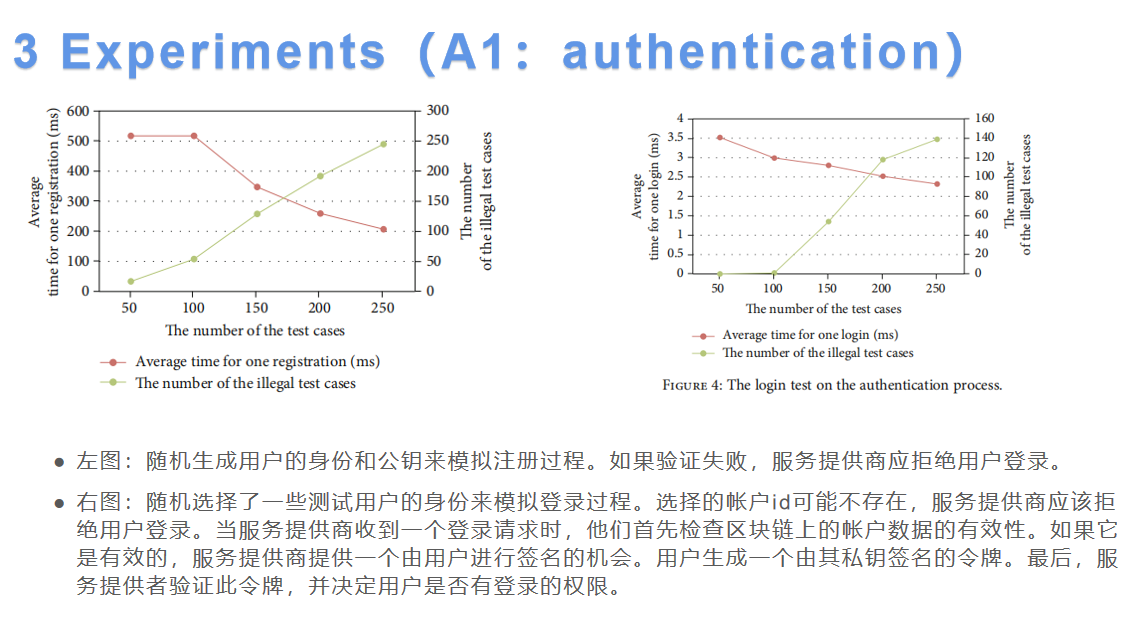 3 Experiments（A1：authentication)
600
500
400
300
200
100
0
Average
time for one registration (ms)
300
250
200
150
100
50
0
The number
of the illegal test cases
50 100 150 200 250
The number of the test cases
Average time for one registration (ms)
The number of the illegal test cases
4
3.5
3
2.5
2
1.5
1
0.5
0
Average
time for one login (ms)
160
140
120
100
80
60
40
20
0
The number
of the illegal test cases
50 100 150 200 250
The number of the test cases
Average time for one login (ms)
The number of the illegal test cases
FIGURE 4: The login test on the authentication process.
● 左图：随机生成用户的身份和公钥来模拟注册过程。如果验证失败，服务提供商应拒绝用户登录。
● 右图：随机选择了一些测试用户的身份来模拟登录过程。选择的帐户id可能不存在，服务提供商应该拒
绝用户登录。当服务提供商收到一个登录请求时，他们首先检查区块链上的帐户数据的有效性。如果它
是有效的，服务提供商提供一个由用户进行签名的机会。用户生成一个由其私钥签名的令牌。最后，服
务提供者验证此令牌，并决定用户是否有登录的权限。